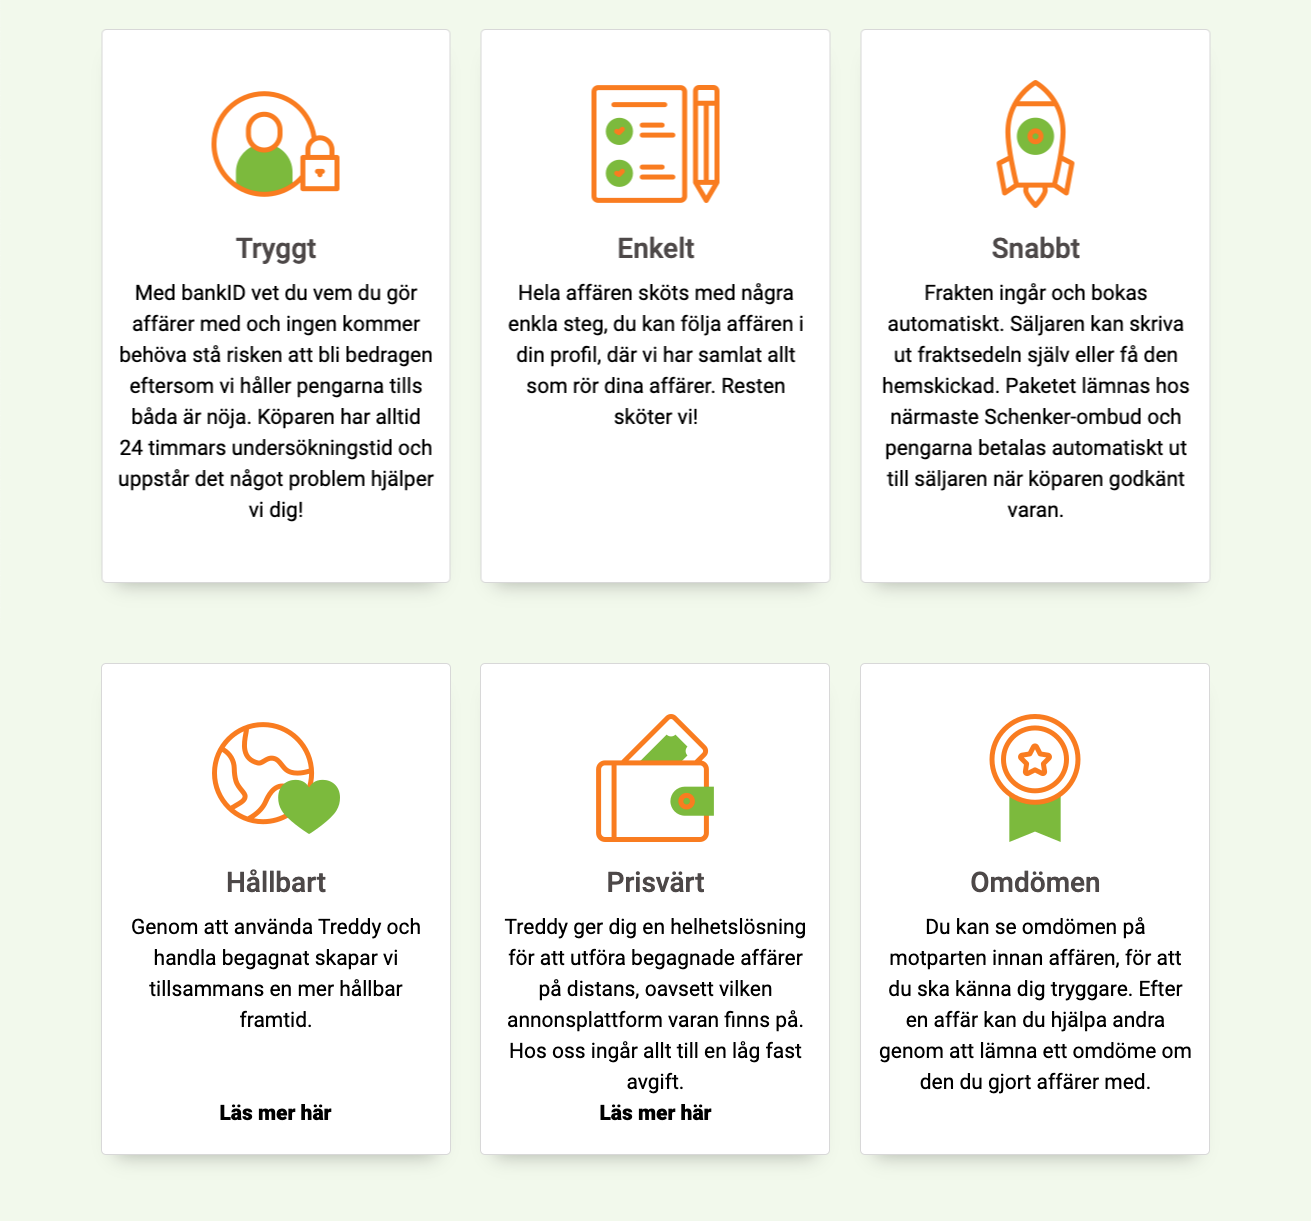 Tryggt
Med bankID vet du vem du gör
affärer med och ingen kommer
behöva stå risken att bli bedragen
eftersom vi håller pengarna tills
båda är nöja. Köparen har alltid
24 timmars undersökningstid och
uppstår det något problem hjälper
vi dig!
Enkelt
Hela affären sköts med några
enkla steg, du kan följa affären i
din profil, där vi har samlat allt
som rör dina affärer. Resten
sköter vi!
Snabbt
Frakten ingår och bokas
automatiskt. Säljaren kan skriva
ut fraktsedeln själv eller få den
hemskickad. Paketet lämnas hos
närmaste Schenker-ombud och
pengarna betalas automatiskt ut
till säljaren när köparen godkänt
varan.
Hållbart
Genom att använda Treddy och
handla begagnat skapar vi
tillsammans en mer hållbar
framtid.
Läs mer här
Prisvärt
Treddy ger dig en helhetslösning
för att utföra begagnade affärer
på distans, oavsett vilken
annonsplattform varan finns på.
Hos oss ingår allt till en låg fast
avgift.
Läs mer här
Omdömen
Du kan se omdömen på
motparten innan affären, för att
du ska känna dig tryggare. Efter
en affär kan du hjälpa andra
genom att lämna ett omdöme om
den du gjort affärer med.